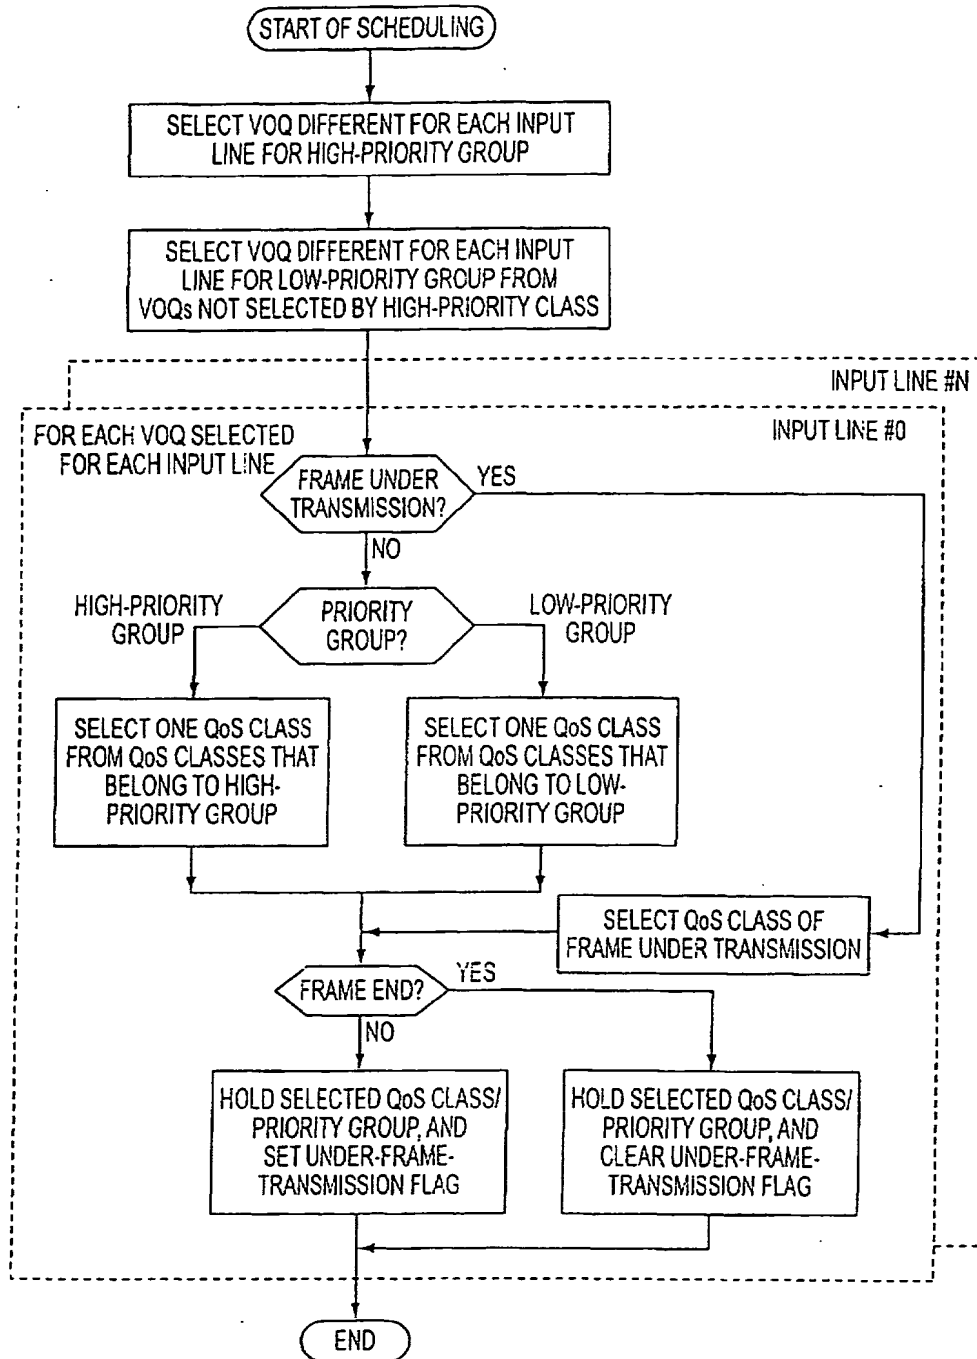 START OF SCHEDULING
SELECT VOQ DIFFERENT FOR EACH INPUT
LINE FOR HIGH-PRIORITY GROUP
SELECT VOQ DIFFERENT FOR EACH INPUT
LINE FOR LOW-PRIORITY GROUP FROM
VOQs NOT SELECTED BY HIGH-PRIORITY CLASS
INPUT LINE #N
INPUT LINE #0
FOR EACH VOQ SELECTED
FOR EACH INPUT LINE
FRAME UNDER
TRANSMISSION?
YES
NO
HIGH-PRIORITY
GROUP
PRIORITY
GROUP?
LOW-PRIORITY
GROUP
SELECT ONE QoS CLASS
FROM QoS CLASSES THAT
BELONG TO HIGH-
PRIORITY GROUP
SELECT ONE QoS CLASS
FROM QoS CLASSES THAT
BELONG TO LOW-
PRIORITY GROUP
SELECT QoS CLASS OF
FRAME UNDER TRANSMISSION
FRAME END?
YES
NO
HOLD SELECTED QoS CLASS/
PRIORITY GROUP, AND
SET UNDER-FRAME-
TRANSMISSION FLAG
HOLD SELECTED QoS CLASS/
PRIORITY GROUP, AND
CLEAR UNDER-FRAME-
TRANSMISSION FLAG
END